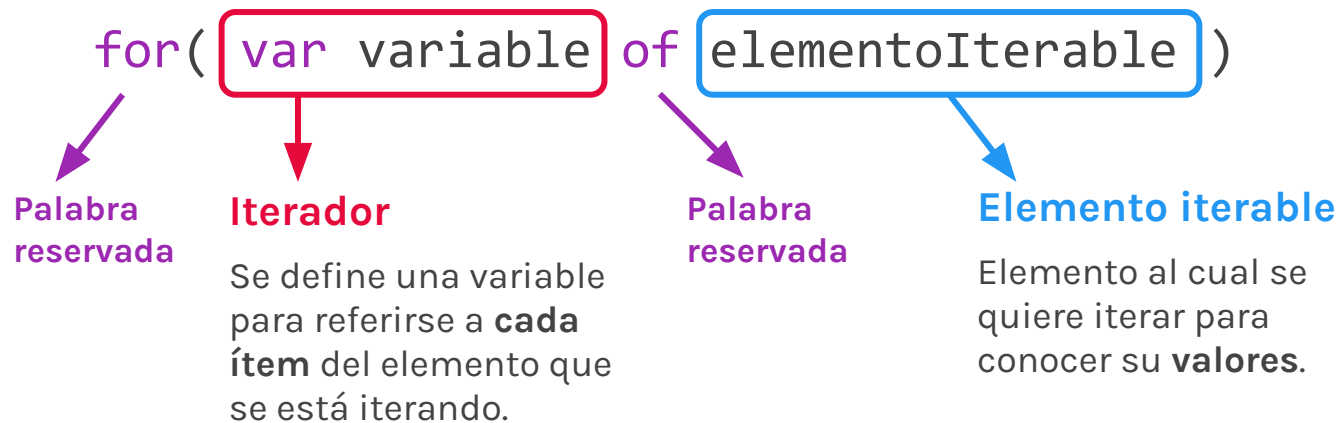 for( var variable of elementoIterable )
Palabra
reservada
Iterador
Se define una variable
para referirse a cada
ítem del elemento que
se está iterando.
Palabra
reservada
Elemento iterable
Elemento al cual se
quiere iterar para
conocer su valores.